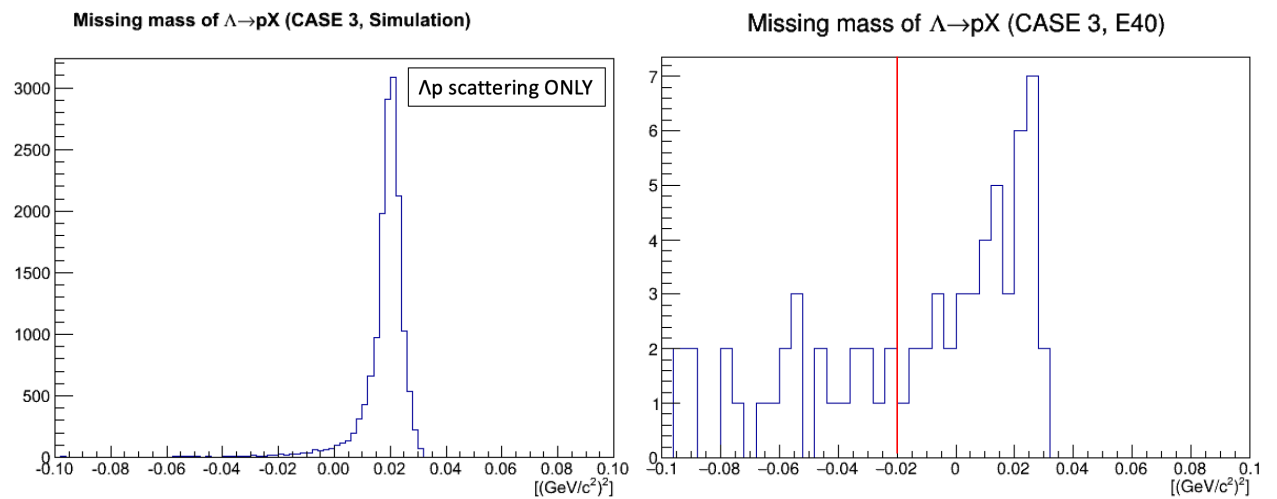 Missing mass of Λ→pX (CASE 3, Simulation)
Λp scattering ONLY
3000
2500
2000
1500
1000
500
0
-0.10 -0.08 -0.06 -0.04 -0.02 0.00 0.02 0.04 0.06 0.08 0.10
[(GeV/c²)²]
Missing mass of Λ→pX (CASE 3, E40)
7
6
5
4
3
2
1
0
−0.1 −0.08 −0.06 −0.04 −0.02 0 0.02 0.04 0.06 0.08 0.1
[(GeV/c²)²]